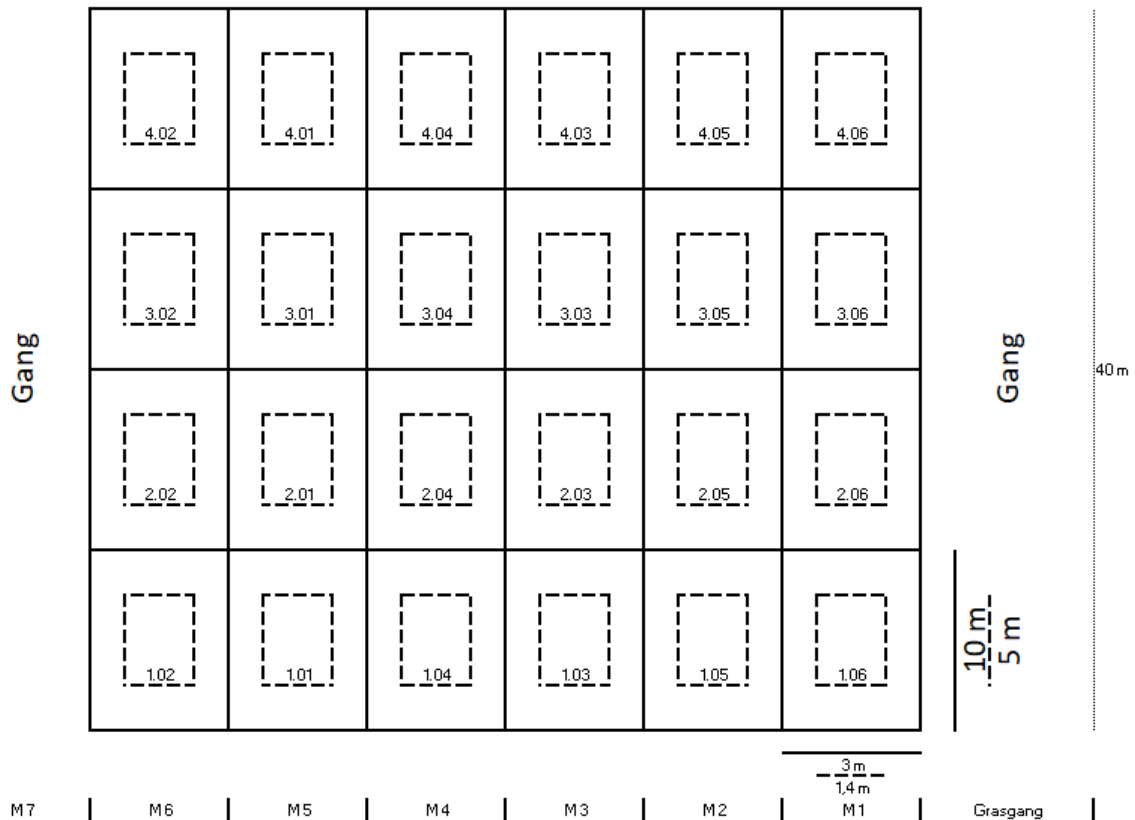 4.02 4.01 4.04 4.03 4.05 4.06
3.02 3.01 3.04 3.03 3.05 3.06
Gang
Gang
40 m
2.02 2.01 2.04 2.03 2.05 2.06
1.02 1.01 1.04 1.03 1.05 1.06
10 m
5 m
3 m
1,4 m
M7 M6 M5 M4 M3 M2 M1 Grasgang